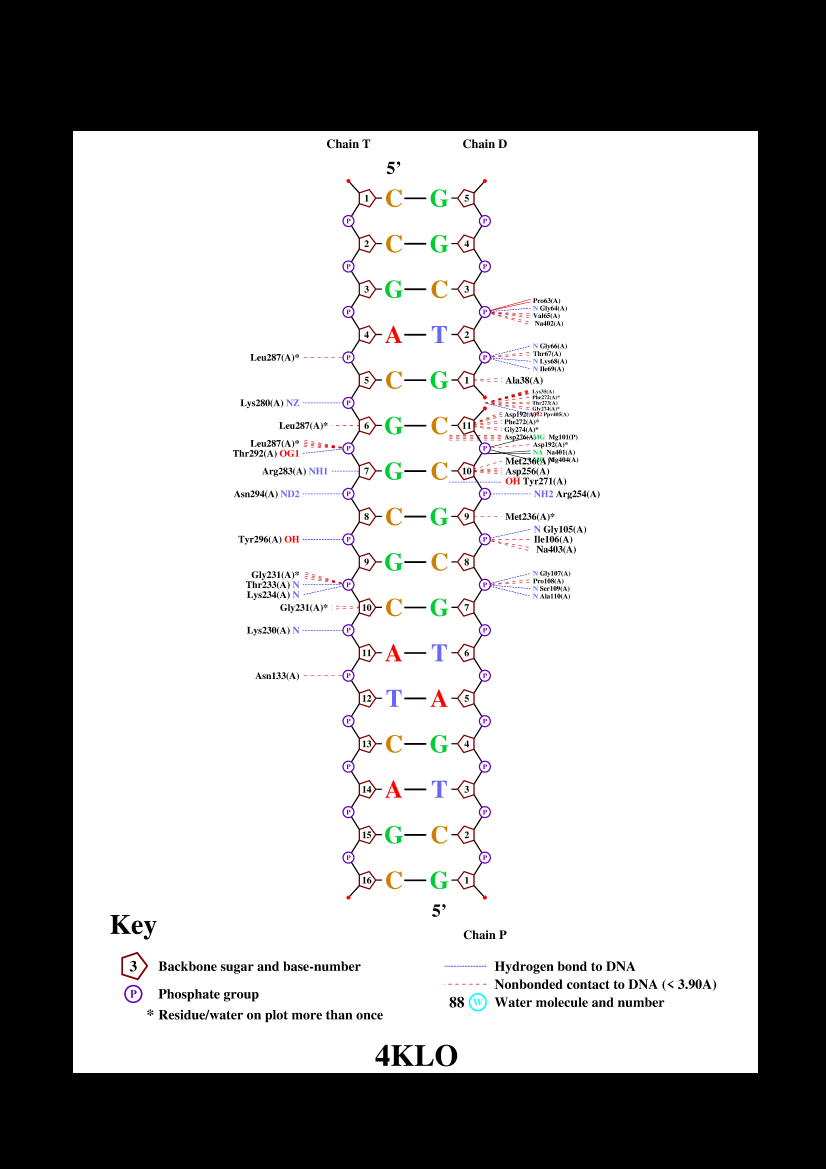 Chain T Chain D
5’
1 C G 5
P P
2 C G 4
P P
3 G C 3
Pro63(A)
N Gly64(A)
P P
Val65(A)
Na402(A)
4 A T 2
N Gly66(A)
Thr67(A)
Leu287(A)* P P
N Lys68(A)
N Ile69(A)
5 C G 1 Ala38(A)
Lys35(A)
Phe272(A)*
Lys280(A) NZ P Thr273(A)
Gly274(A)*
Asp192(A)* Ppv405(A)
Phe272(A)*
Leu287(A)* 6 G C 11
Gly274(A)*
Asp276(A) MG Mg101(P)
Leu287(A)* Asp192(A)*
P P
Thr292(A) OG1 NA Na401(A)
Met236(A)* Mg404(A)
Arg283(A) NH1 7 G C 10 Asp256(A)
OH Tyr271(A)
Asn294(A) ND2 P P NH2 Arg254(A)
8 C G 9 Met236(A)*
N Gly105(A)
Tyr296(A) OH P P Ile106(A)
Na403(A)
9 G C 8
Gly231(A)* N Gly107(A)
Pro108(A)
Thr233(A) N P P
N Ser109(A)
Lys234(A) N N Ala110(A)
Gly231(A)* 10 C G 7
Lys230(A) N P P
11 A T 6
Asn133(A) P P
12 T A 5
P P
13 C G 4
P P
14 A T 3
P P
15 G C 2
P P
16 C G 1
5’
Key
Chain P
3 Backbone sugar and base-number
Hydrogen bond to DNA
Nonbonded contact to DNA (< 3.90A)
P Phosphate group
88 W Water molecule and number
* Residue/water on plot more than once
4KLO